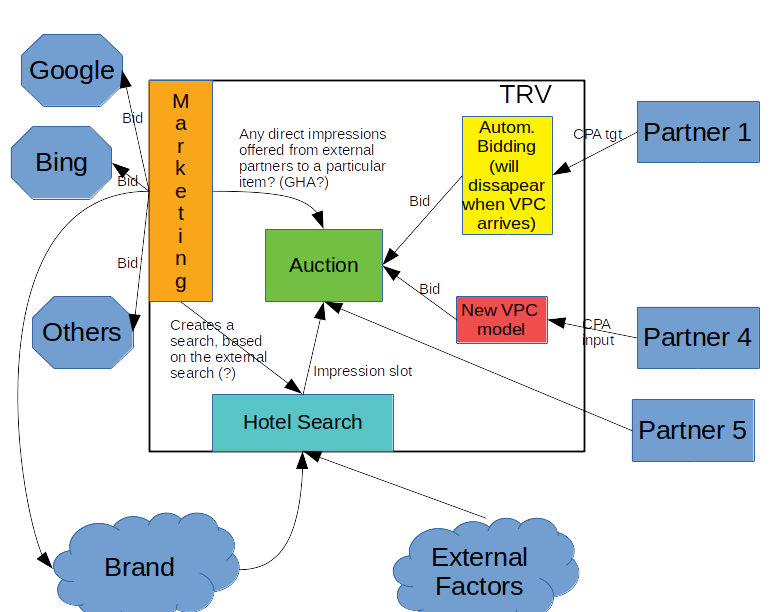 Google
Bing
Others
Bid
Bid
Bid
M
a
r
k
e
t
i
n
g
TRV
Any direct impressions
offered from external
partners to a particular
item? (GHA?)
Autom.
Bidding
(will
dissapear
when VPC
arrives)
CPA tgt
Partner 1
Bid
Auction
Bid
New VPC
model
CPA
input
Partner 4
Partner 5
Creates a
search, based
on the external
search (?)
Impression slot
Hotel Search
Brand
External
Factors